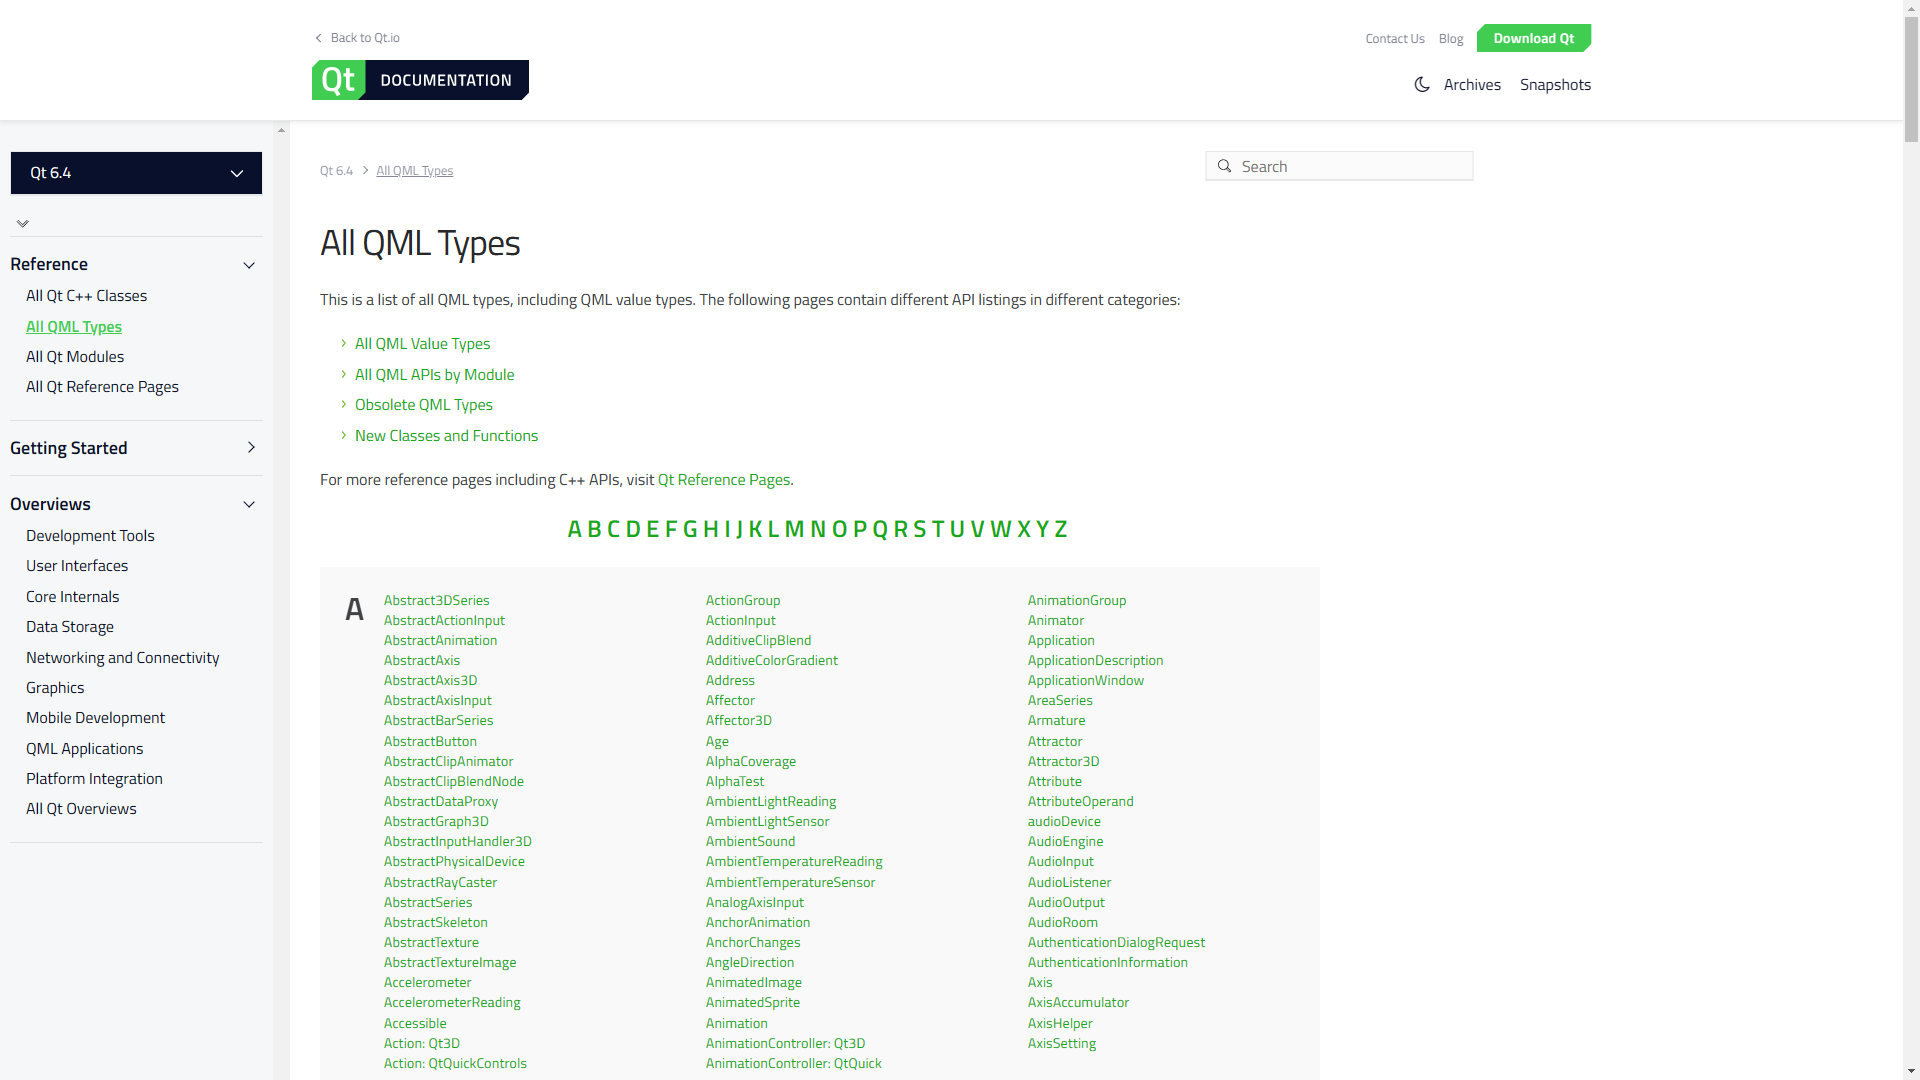 Back to Qt.io
Contact Us Blog Download Qt
Qt DOCUMENTATION
Archives Snapshots
Qt 6.4
Reference
All Qt C++ Classes
All QML Types
All Qt Modules
All Qt Reference Pages
Getting Started
Overviews
Development Tools
User Interfaces
Core Internals
Data Storage
Networking and Connectivity
Graphics
Mobile Development
QML Applications
Platform Integration
All Qt Overviews
Qt 6.4 All QML Types
Search
All QML Types
This is a list of all QML types, including QML value types. The following pages contain different API listings in different categories:
All QML Value Types
All QML APIs by Module
Obsolete QML Types
New Classes and Functions
For more reference pages including C++ APIs, visit Qt Reference Pages.
A B C D E F G H I J K L M N O P Q R S T U V W X Y Z
A
Abstract3DSeries
AbstractActionInput
AbstractAnimation
AbstractAxis
AbstractAxis3D
AbstractAxisInput
AbstractBarSeries
AbstractButton
AbstractClipAnimator
AbstractClipBlendNode
AbstractDataProxy
AbstractGraph3D
AbstractInputHandler3D
AbstractPhysicalDevice
AbstractRayCaster
AbstractSeries
AbstractSkeleton
AbstractTexture
AbstractTextureImage
Accelerometer
AccelerometerReading
Accessible
Action: Qt3D
Action: QtQuickControls
ActionGroup
ActionInput
AdditiveClipBlend
AdditiveColorGradient
Address
Affector
Affector3D
Age
AlphaCoverage
AlphaTest
AmbientLightReading
AmbientLightSensor
AmbientSound
AmbientTemperatureReading
AmbientTemperatureSensor
AnalogAxisInput
AnchorAnimation
AnchorChanges
AngleDirection
AnimatedImage
AnimatedSprite
Animation
AnimationController: Qt3D
AnimationController: QtQuick
AnimationGroup
Animator
Application
ApplicationDescription
ApplicationWindow
AreaSeries
Armature
Attractor
Attractor3D
Attribute
AttributeOperand
audioDevice
AudioEngine
AudioInput
AudioListener
AudioOutput
AudioRoom
AuthenticationDialogRequest
AuthenticationInformation
Axis
AxisAccumulator
AxisHelper
AxisSetting